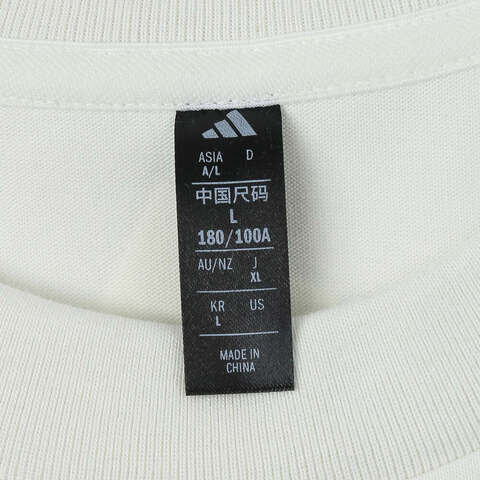 ASIA D
A/L
中国尺码
L
180/100A
AU/NZ J
XL
KR US
L
MADE IN
CHINA